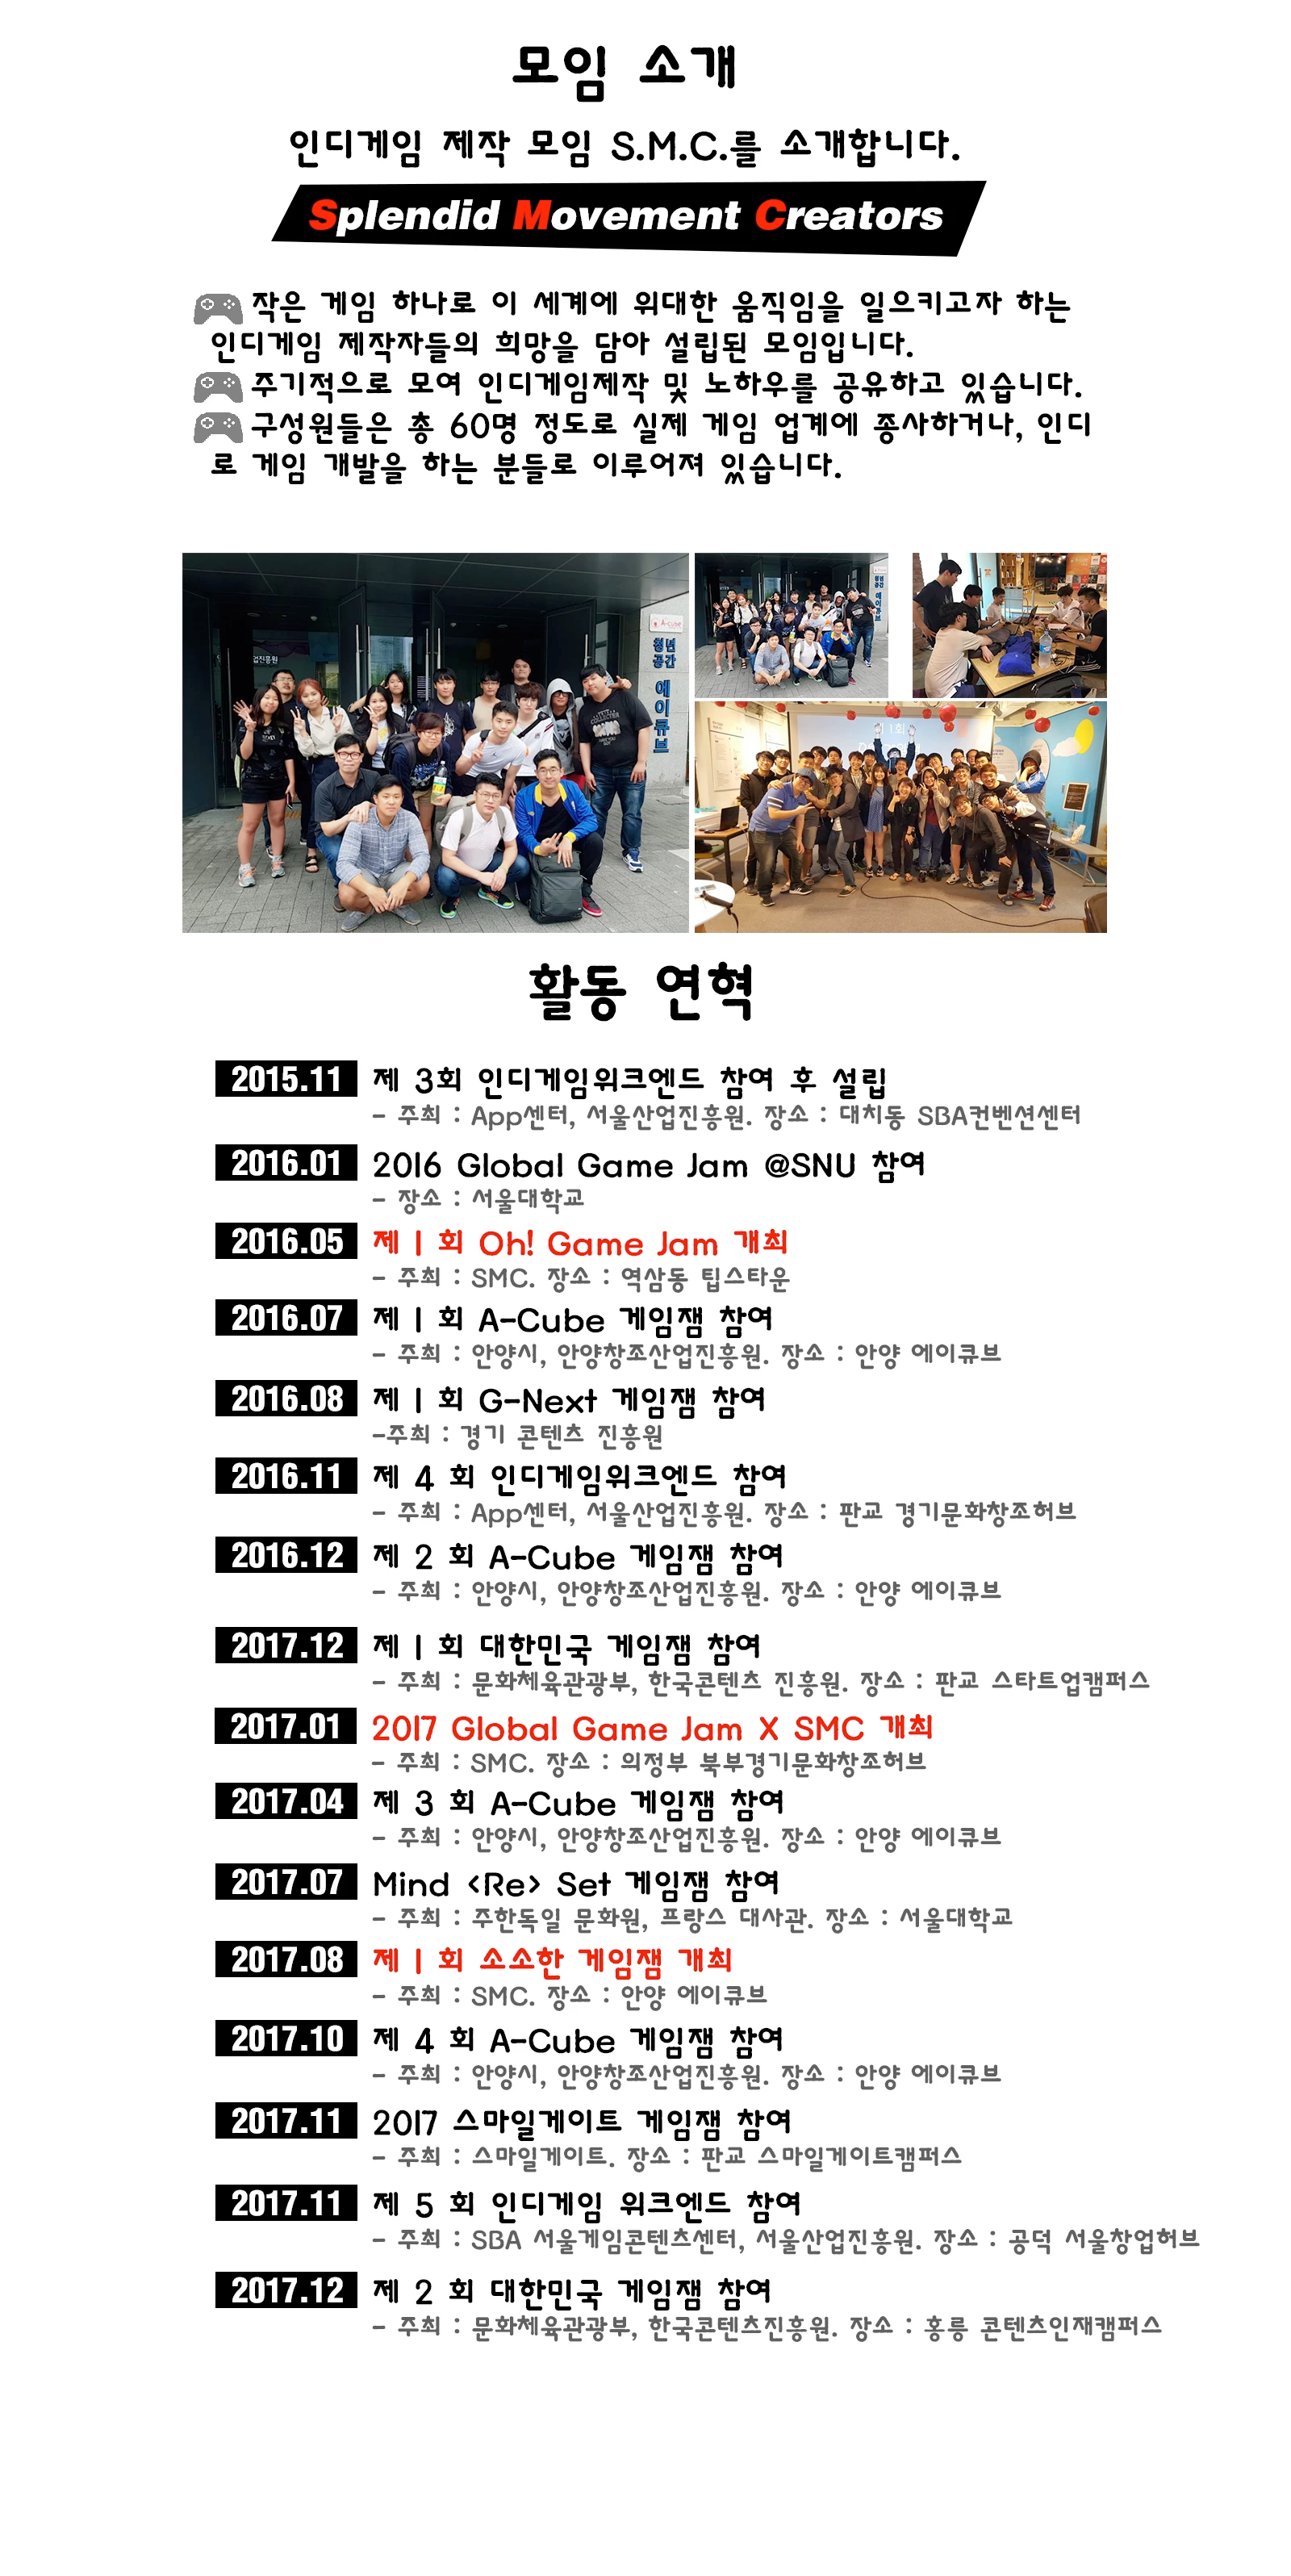 모임 소개
인디게임 제작 모임 S.M.C.를 소개합니다.
Splendid Movement Creators
작은 게임 하나로 이 세계에 위대한 움직임을 일으키고자 하는
인디게임 제작자들의 희망을 담아 설립된 모임입니다.
주기적으로 모여 인디게임제작 및 노하우를 공유하고 있습니다.
구성원들은 총 60명 정도로 실제 게임 업계에 종사하거나, 인디
로 게임 개발을 하는 분들로 이루어져 있습니다.
업진흥원
A-cube
청년
공간
에이큐브
청년
공간
에이큐브
활동 연혁
2015.11 제 3회 인디게임위크엔드 참여 후 설립
- 주최 : App센터, 서울산업진흥원. 장소 : 대치동 SBA컨벤션센터
2016.01 2016 Global Game Jam @SNU 참여
- 장소 : 서울대학교
2016.05 제 1 회 Oh! Game Jam 개최
- 주최 : SMC. 장소 : 역삼동 팁스타운
2016.07 제 1 회 A-Cube 게임잼 참여
- 주최 : 안양시, 안양창조산업진흥원. 장소 : 안양 에이큐브
2016.08 제 1 회 G-Next 게임잼 참여
-주최 : 경기 콘텐츠 진흥원
2016.11 제 4 회 인디게임위크엔드 참여
- 주최 : App센터, 서울산업진흥원. 장소 : 판교 경기문화창조허브
2016.12 제 2 회 A-Cube 게임잼 참여
- 주최 : 안양시, 안양창조산업진흥원. 장소 : 안양 에이큐브
2017.12 제 1 회 대한민국 게임잼 참여
- 주최 : 문화체육관광부, 한국콘텐츠 진흥원. 장소 : 판교 스타트업캠퍼스
2017.01 2017 Global Game Jam X SMC 개최
- 주최 : SMC. 장소 : 의정부 북부경기문화창조허브
2017.04 제 3 회 A-Cube 게임잼 참여
- 주최 : 안양시, 안양창조산업진흥원. 장소 : 안양 에이큐브
2017.07 Mind <Re> Set 게임잼 참여
- 주최 : 주한독일 문화원, 프랑스 대사관. 장소 : 서울대학교
2017.08 제 1 회 소소한 게임잼 개최
- 주최 : SMC. 장소 : 안양 에이큐브
2017.10 제 4 회 A-Cube 게임잼 참여
- 주최 : 안양시, 안양창조산업진흥원. 장소 : 안양 에이큐브
2017.11 2017 스마일게이트 게임잼 참여
- 주최 : 스마일게이트. 장소 : 판교 스마일게이트캠퍼스
2017.11 제 5 회 인디게임 위크엔드 참여
- 주최 : SBA 서울게임콘텐츠센터, 서울산업진흥원. 장소 : 공덕 서울창업허브
2017.12 제 2 회 대한민국 게임잼 참여
- 주최 : 문화체육관광부, 한국콘텐츠진흥원. 장소 : 홍릉 콘텐츠인재캠퍼스